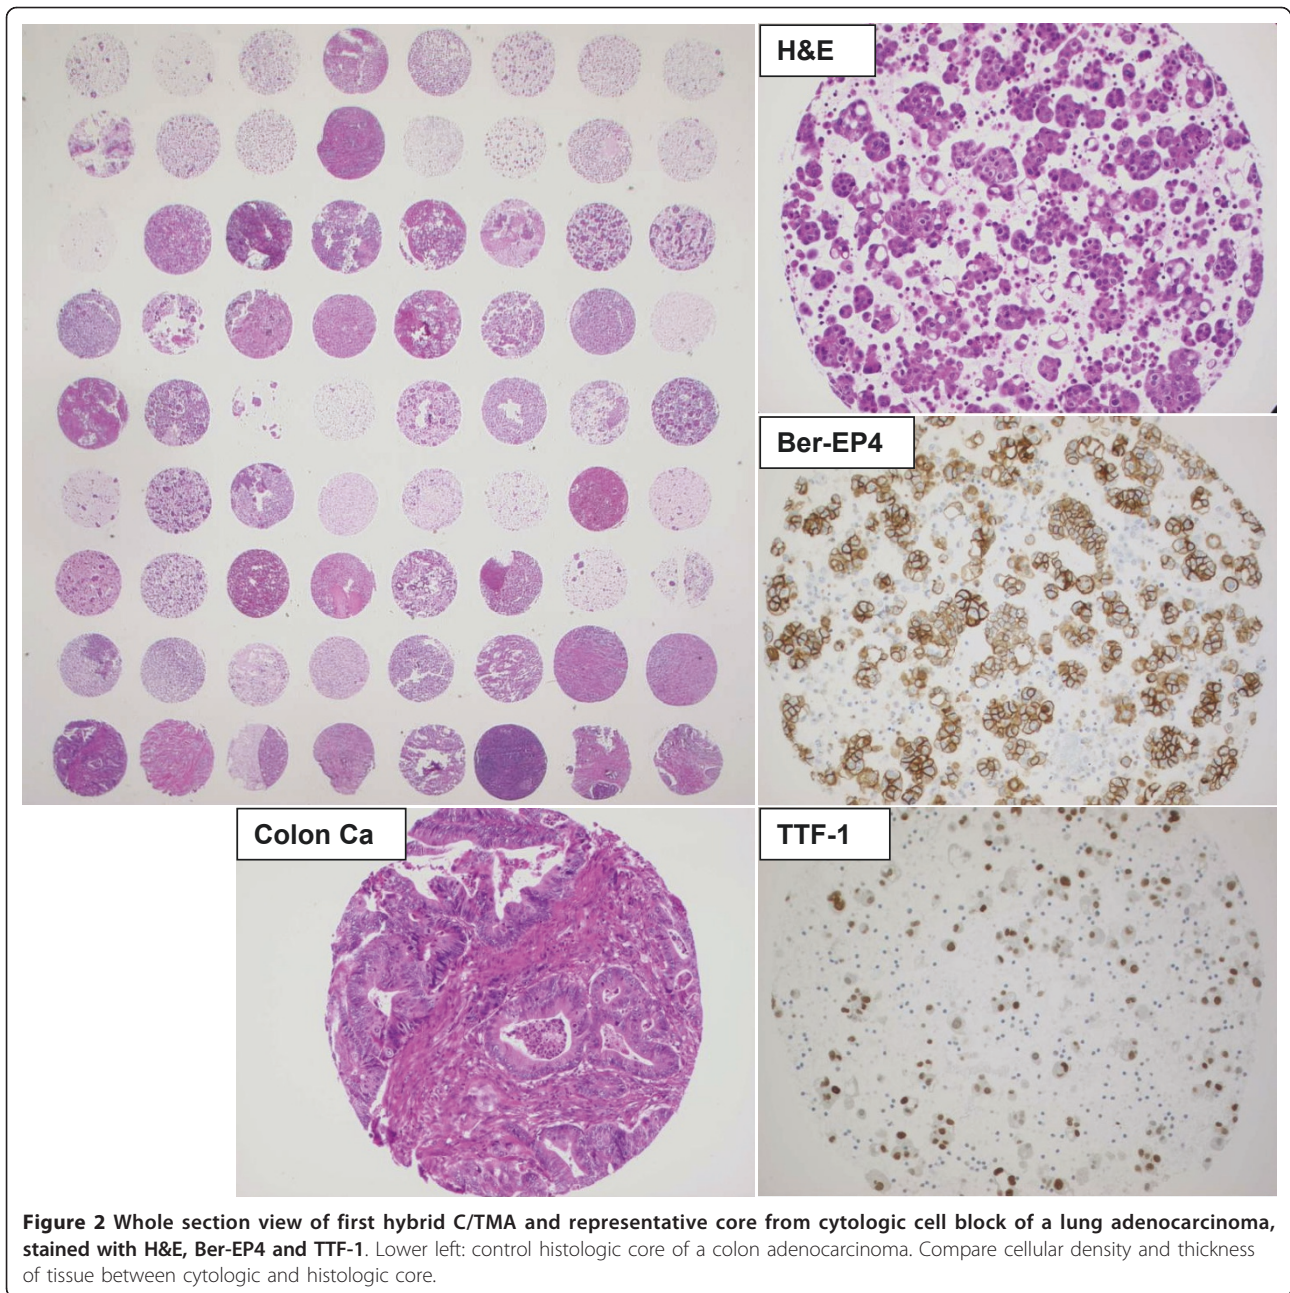 H&E
Ber-EP4
Colon Ca
TTF-1
Figure 2 Whole section view of first hybrid C/TMA and representative core from cytologic cell block of a lung adenocarcinoma,
stained with H&E, Ber-EP4 and TTF-1. Lower left: control histologic core of a colon adenocarcinoma. Compare cellular density and thickness
of tissue between cytologic and histologic core.